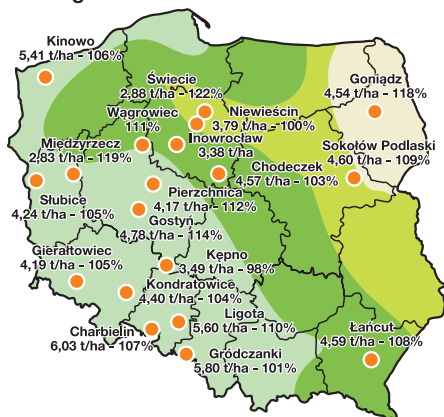 Kinowo
5,41 t/ha – 106%
Świecie
2,88 t/ha – 122%
Goniądz
4,54 t/ha – 118%
Wągrowiec
111%
Niewieścin
3,79 t/ha – 100%
Inowrocław
3,38 t/ha
Międzyrzecz
2,83 t/ha – 119%
Sokołów Podlaski
4,60 t/ha – 109%
Chodeczek
4,57 t/ha – 103%
Pierzchnica
4,17 t/ha – 112%
Słubice
4,24 t/ha – 105%
Gostyń
4,78 t/ha – 114%
Gierałtowiec
4,19 t/ha – 105%
Kępno
3,49 t/ha – 98%
Kondratowice
4,40 t/ha – 104%
Ligota
5,60 t/ha – 110%
Łańcut
4,59 t/ha – 108%
Charbielin
6,03 t/ha – 107%
Gródczanki
5,80 t/ha – 101%